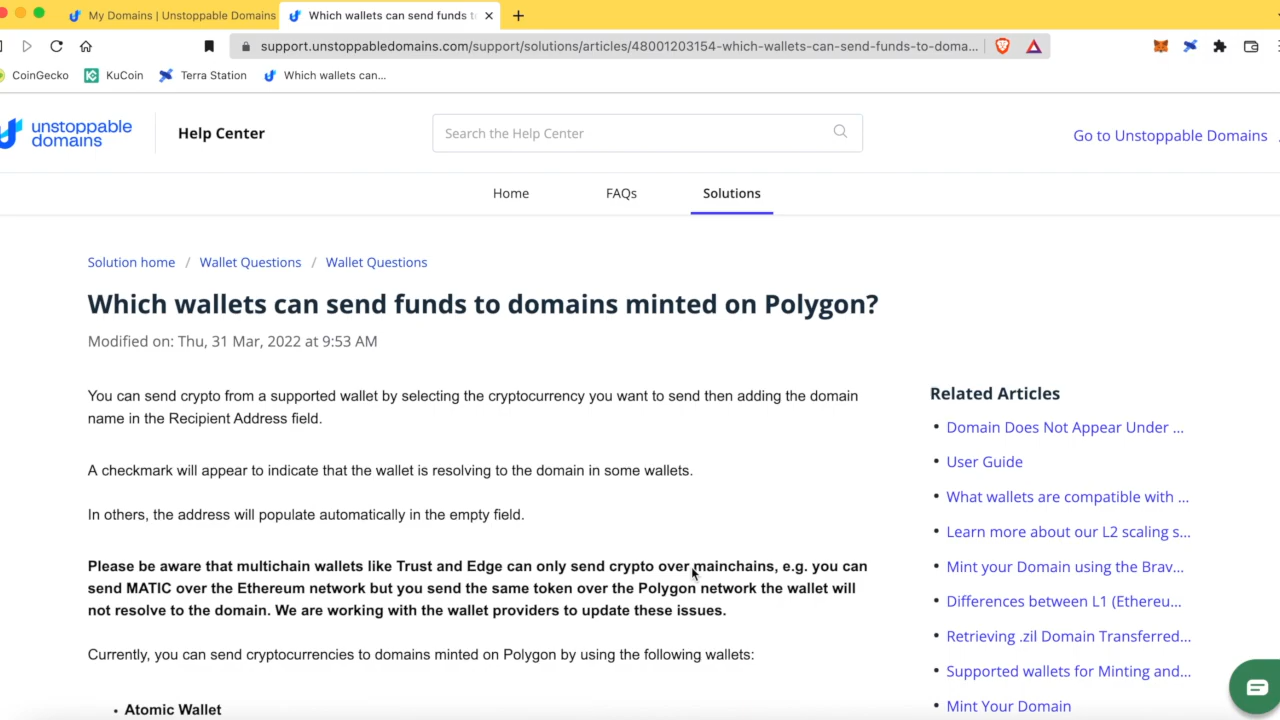 My Domains | Unstoppable Domains
Which wallets can send funds t
support.unstoppabledomains.com/support/solutions/articles/48001203154-which-wallets-can-send-funds-to-doma...
CoinGecko
KuCoin
Terra Station
Which wallets can...
unstoppable
domains
Help Center
Search the Help Center
Go to Unstoppable Domains
Home
FAQs
Solutions
Solution home / Wallet Questions / Wallet Questions
Which wallets can send funds to domains minted on Polygon?
Modified on: Thu, 31 Mar, 2022 at 9:53 AM
You can send crypto from a supported wallet by selecting the cryptocurrency you want to send then adding the domain
name in the Recipient Address field.
A checkmark will appear to indicate that the wallet is resolving to the domain in some wallets.
In others, the address will populate automatically in the empty field.
Please be aware that multichain wallets like Trust and Edge can only send crypto over mainchains, e.g. you can
send MATIC over the Ethereum network but you send the same token over the Polygon network the wallet will
not resolve to the domain. We are working with the wallet providers to update these issues.
Currently, you can send cryptocurrencies to domains minted on Polygon by using the following wallets:
• Atomic Wallet
Related Articles
• Domain Does Not Appear Under ...
• User Guide
• What wallets are compatible with ...
• Learn more about our L2 scaling s...
• Mint your Domain using the Brav...
• Differences between L1 (Ethereu...
• Retrieving .zil Domain Transferred...
• Supported wallets for Minting and...
• Mint Your Domain